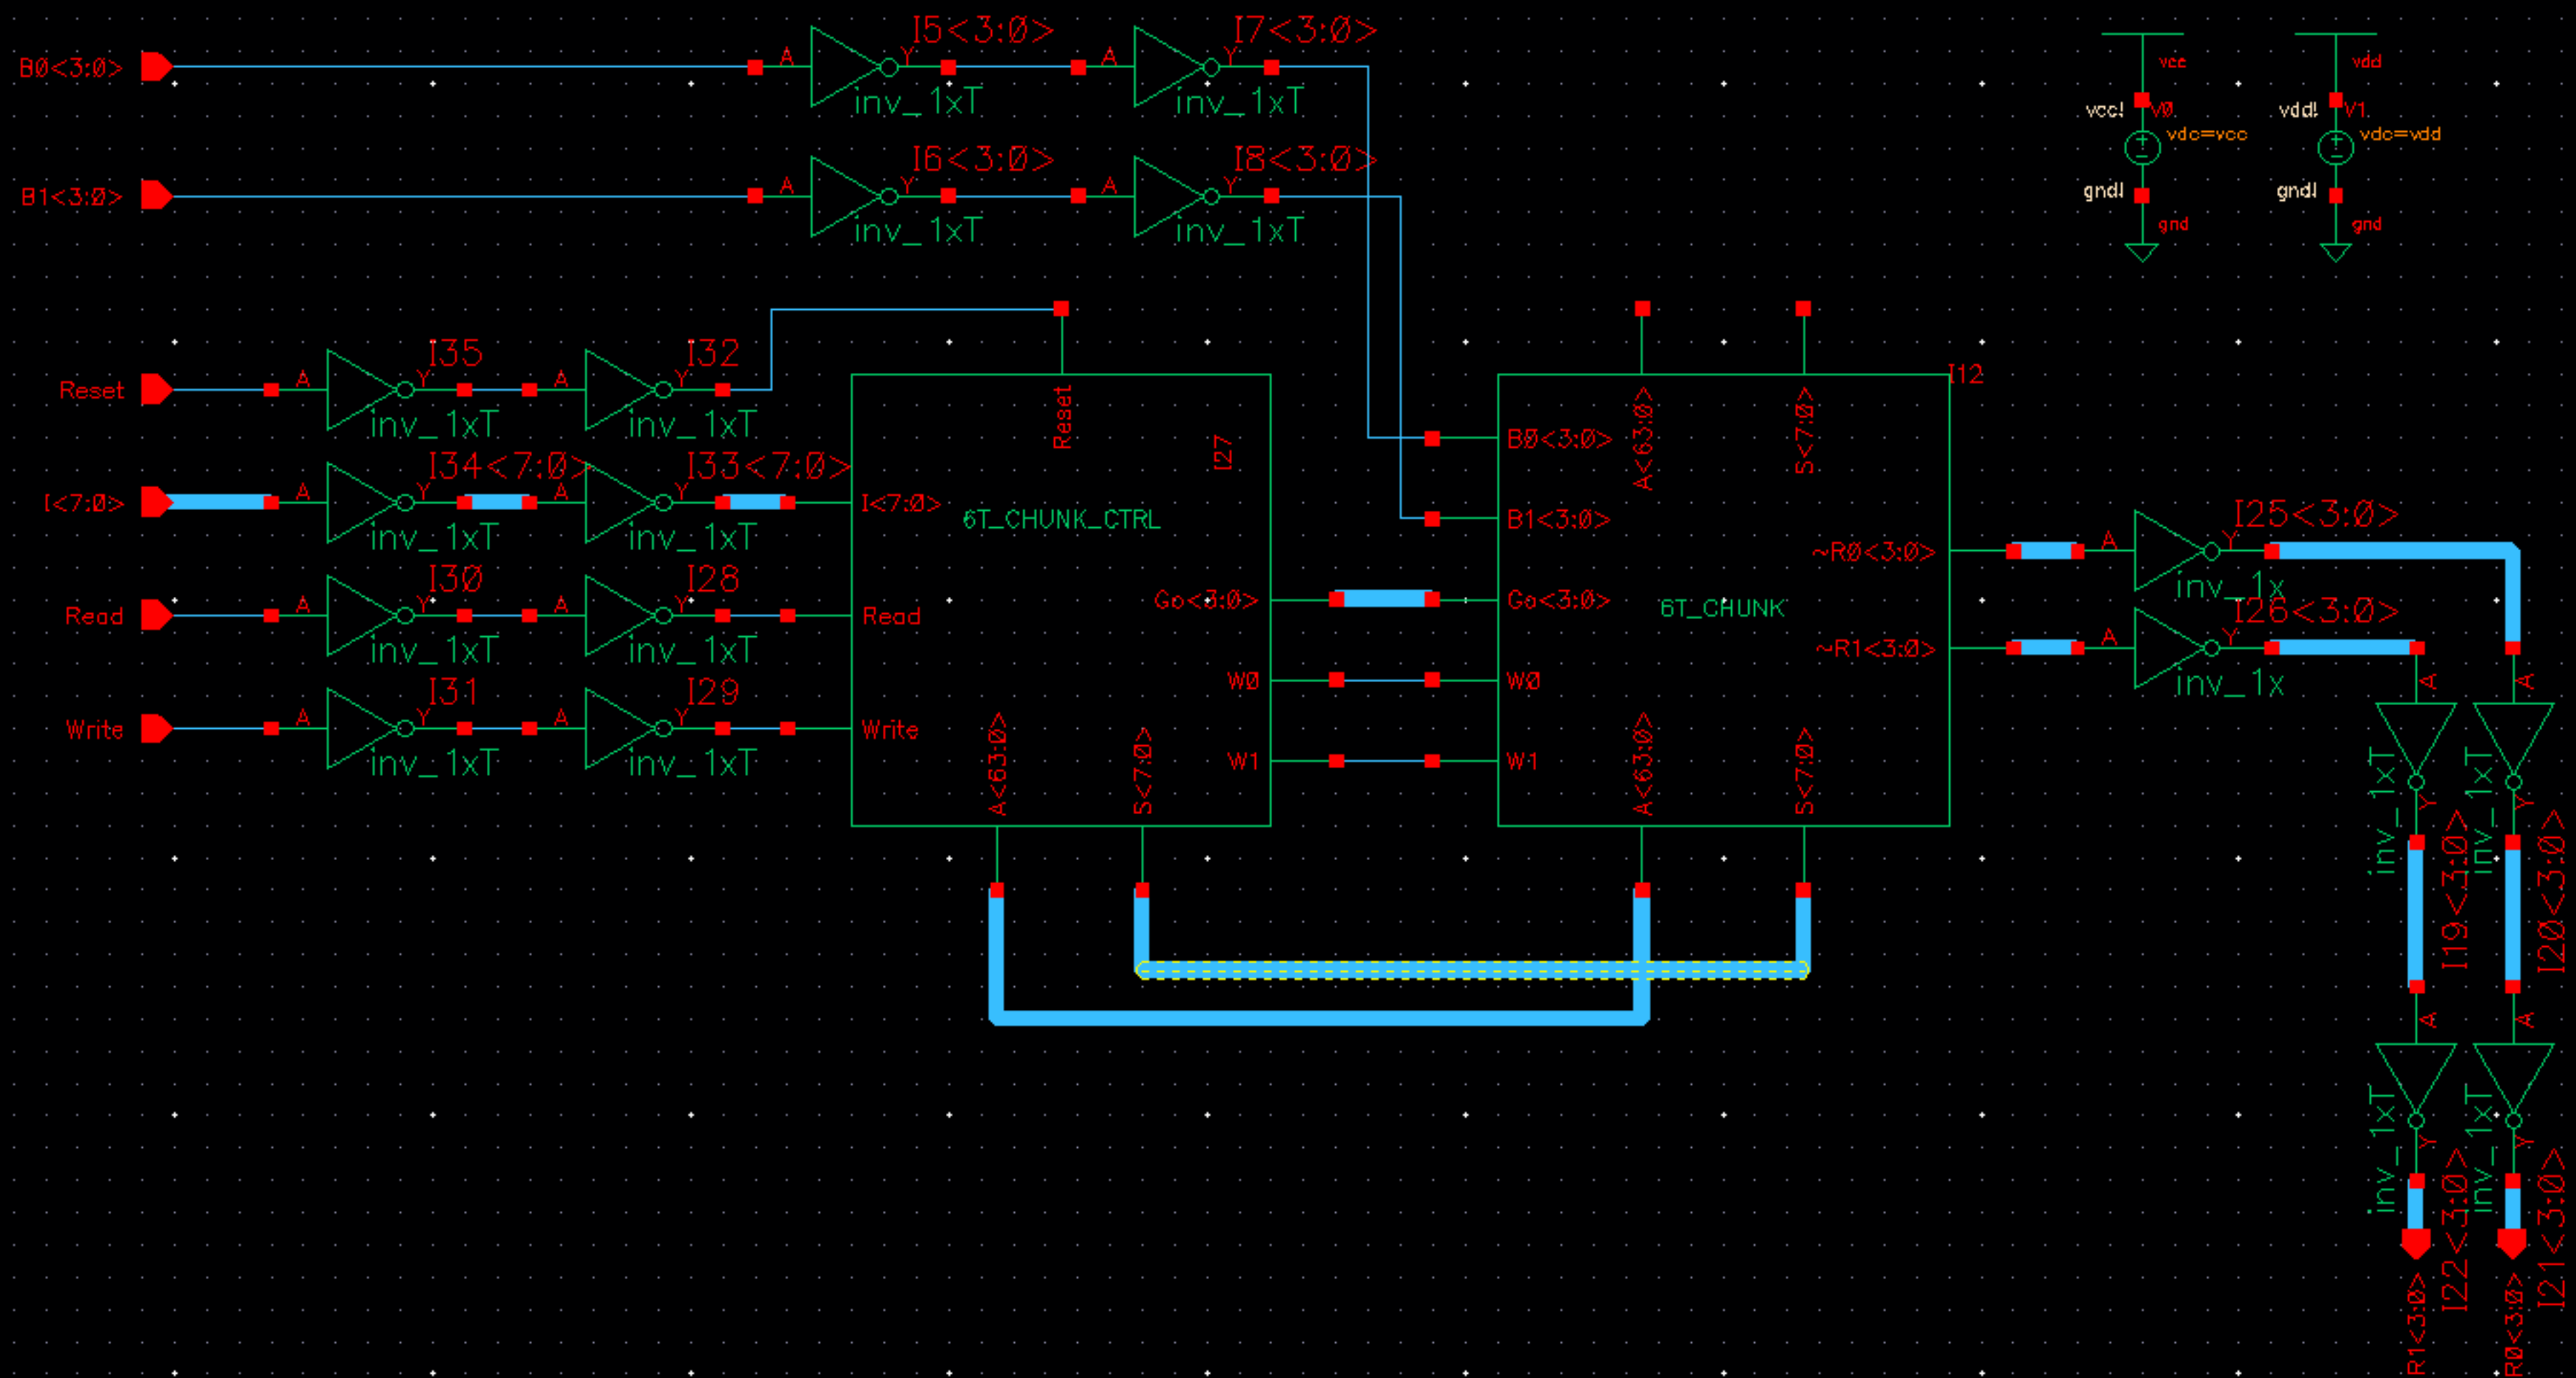 I5<3:0>
I7<3:0>
B0<3:0>
A
Y
A
Y
inv_1xT
inv_1xT
I6<3:0>
I8<3:0>
B1<3:0>
A
Y
A
Y
inv_1xT
inv_1xT
vcc
vdd
vcc!
V0
vdd!
V1
vdc=vcc
vdc=vdd
gnd!
gnd!
gnd
gnd
I35
I32
Reset
A
Y
A
Y
inv_1xT
inv_1xT
I34<7:0>
I33<7:0>
I<7:0>
A
Y
A
Y
inv_1xT
inv_1xT
I30
I28
Read
A
Y
A
Y
inv_1xT
inv_1xT
I31
I29
Write
A
Y
A
Y
inv_1xT
inv_1xT
Reset
I27
I<7:0>
6T_CHUNK_CTRL
Go<3:0>
Read
W0
Write
W1
A<63:0>
S<7:0>
I12
A<63:0>
S<7:0>
B0<3:0>
B1<3:0>
~R0<3:0>
Go<3:0>
6T_CHUNK
~R1<3:0>
W0
W1
A<63:0>
S<7:0>
I25<3:0>
A
Y
inv_1x
I26<3:0>
A
Y
inv_1x
A
A
inv_1xT
inv_1xT
Y
Y
I19<3:0>
I20<3:0>
A
A
inv_1xT
inv_1xT
Y
Y
I22<3:0>
I21<3:0>
R1<3:0>
R0<3:0>